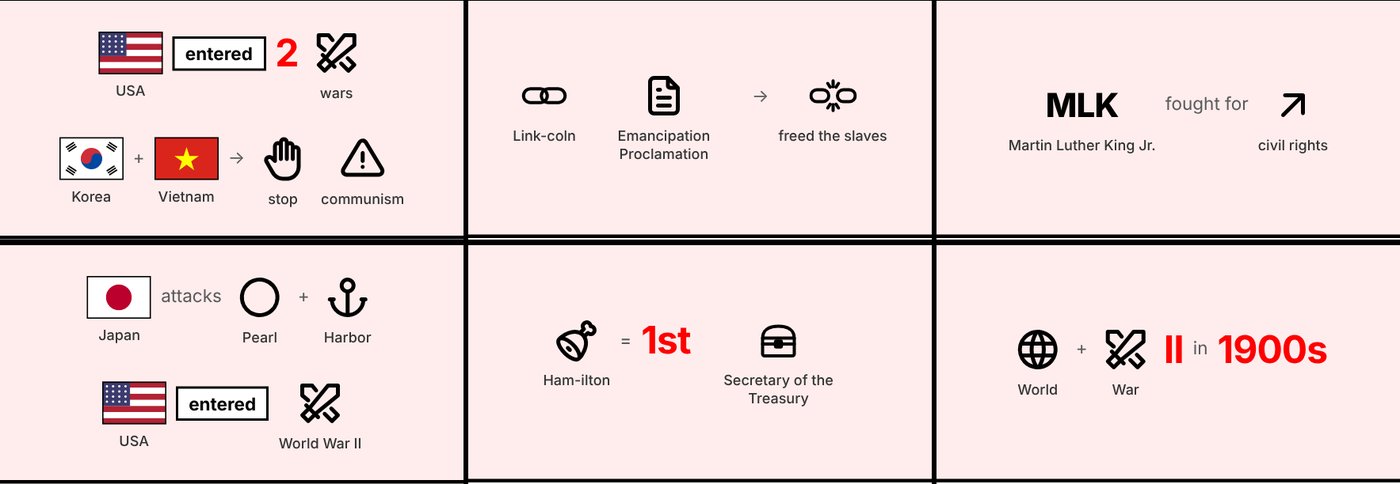 entered 2
USA wars
Korea + Vietnam → stop communism
Link-coln Emancipation → freed the slaves
Proclamation
MLK fought for
Martin Luther King Jr. civil rights
attacks +
Japan Pearl Harbor
entered
USA World War II
= 1st
Ham-ilton Secretary of the
Treasury
+ II in 1900s
World War